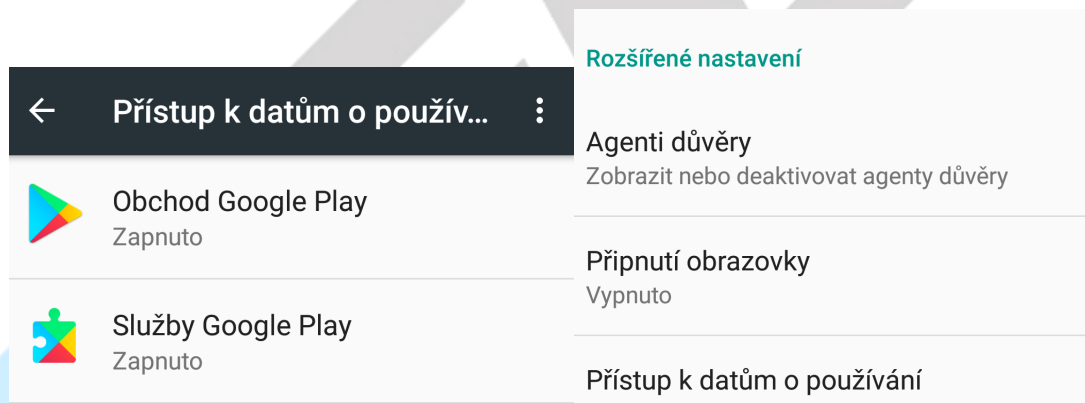 Přístup k datům o použív...
Obchod Google Play
Zapnuto
Služby Google Play
Zapnuto
Rozšířené nastavení
Agenti důvěry
Zobrazit nebo deaktivovat agenty důvěry
Připnutí obrazovky
Vypnuto
Přístup k datům o používání